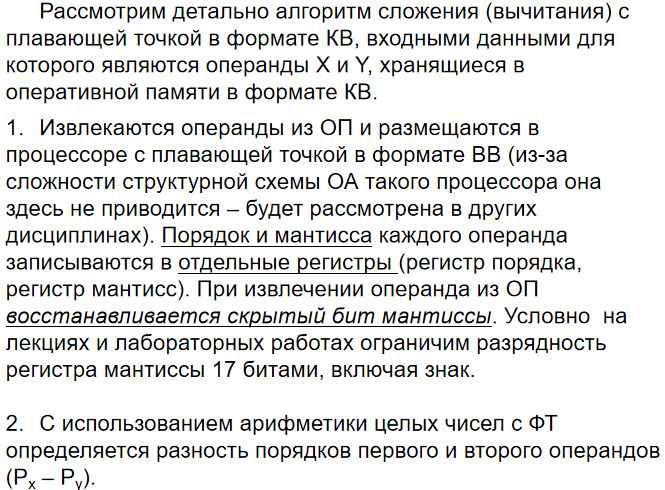 Рассмотрим детально алгоритм сложения (вычитания) с
плавающей точкой в формате КВ, входными данными для
которого являются операнды X и Y, хранящиеся в
оперативной памяти в формате КВ.
1. Извлекаются операнды из ОП и размещаются в
процессоре с плавающей точкой в формате ВВ (из-за
сложности структурной схемы ОА такого процессора она
здесь не приводится – будет рассмотрена в других
дисциплинах). Порядок и мантисса каждого операнда
записываются в отдельные регистры (регистр порядка,
регистр мантисс). При извлечении операнда из ОП
восстанавливается скрытый бит мантиссы. Условно на
лекциях и лабораторных работах ограничим разрядность
регистра мантиссы 17 битами, включая знак.
2. С использованием арифметики целых чисел с ФТ
определяется разность порядков первого и второго операндов
(Px – Py).